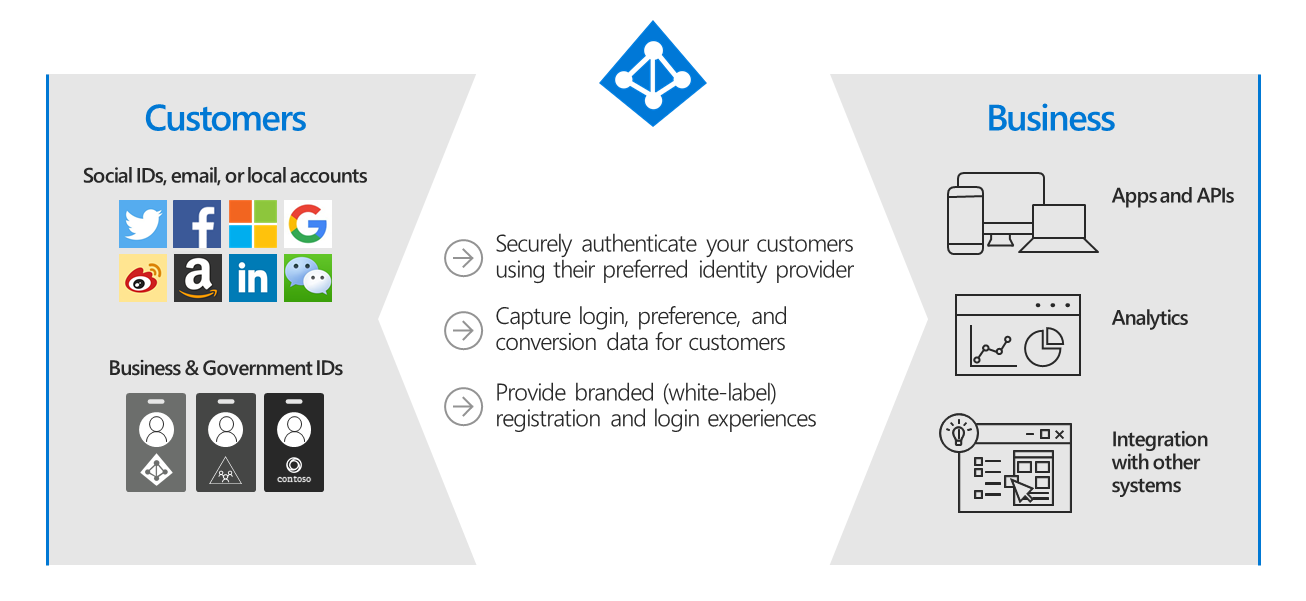 Customers
Social IDs, email, or local accounts
in
Business & Government IDs
contoso
Securely authenticate your customers
using their preferred identity provider
Capture login, preference, and
conversion data for customers
Provide branded (white-label)
registration and login experiences
Business
Apps and APIs
Analytics
Integration
with other
systems